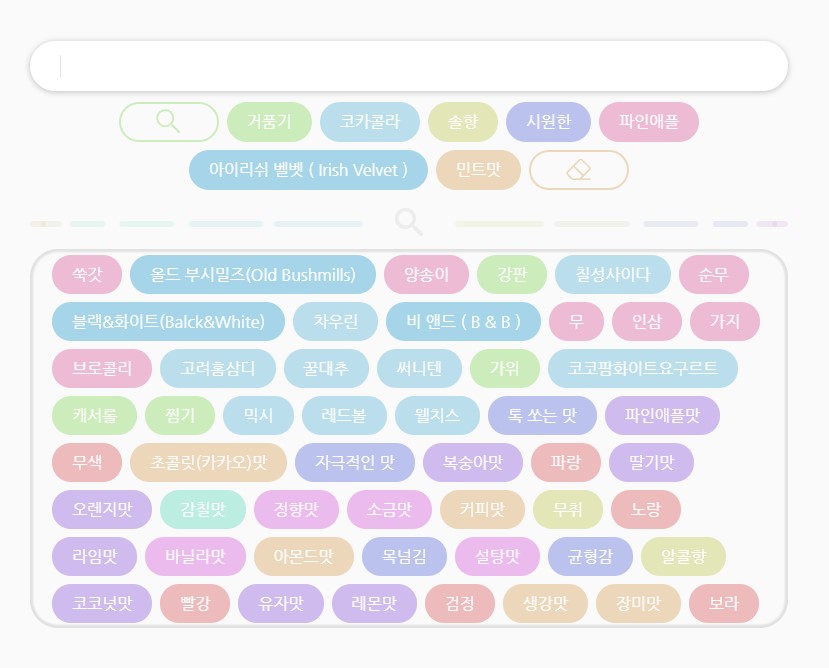 거품기 코카콜라 솔향 시원한 파인애플
아이리쉬 벨벳 ( Irish Velvet ) 민트맛
쑥갓 올드 부시밀즈(Old Bushmills) 양송이 강판 칠성사이다 순무
블랙&화이트(Balck&White) 차우린 비 앤드 ( B & B ) 무 인삼 가지
브로콜리 고려홍삼디 꿀대추 써니텐 가위 코코팜화이트요구르트
캐서롤 찜기 믹시 레드불 웰치스 톡 쏘는 맛 파인애플맛
무색 초콜릿(카카오)맛 자극적인 맛 복숭아맛 파랑 딸기맛
오렌지맛 감칠맛 정향맛 소금맛 커피맛 무취 노랑
라임맛 바닐라맛 아몬드맛 목넘김 설탕맛 균형감 알콜향
코코넛맛 빨강 유자맛 레몬맛 검정 생강맛 장미맛 보라